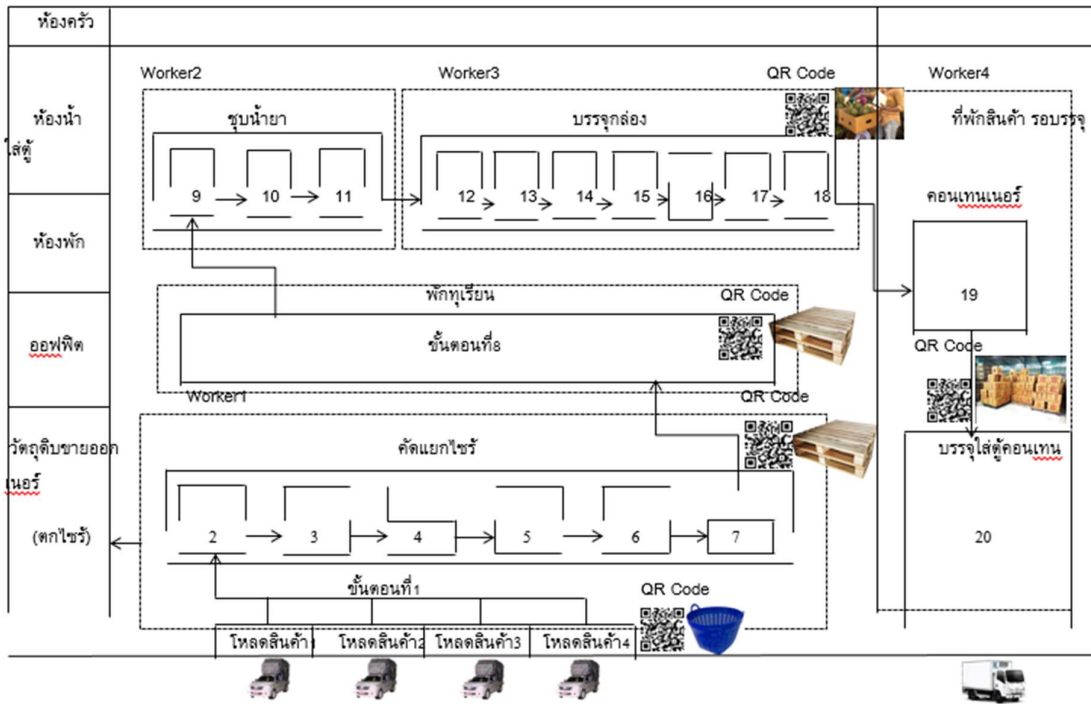 ห้องครัว
Worker2
Worker3
QR Code
Worker4
ห้องน้ำ
ชุบน้ำยา
บรรจุกล่อง
ที่พักสินค้า รอบรรจุ
ใส่ตู้
9
10
11
12
13
14
15
16
17
18
คอนเทนเนอร์
ห้องพัก
พักทุเรียน
QR Code
19
ออฟฟิต
ขั้นตอนที่8
QR Code
Worker1
QR Code
วัตถุดิบขายออก
คัดแยกไซร้
บรรจุใส่ตู้คอนเทน
เนอร์
(ตกไซร้)
2
3
4
5
6
7
20
ขั้นตอนที่1
QR Code
โหลดสินค้า1
โหลดสินค้า2
โหลดสินค้า3
โหลดสินค้า4